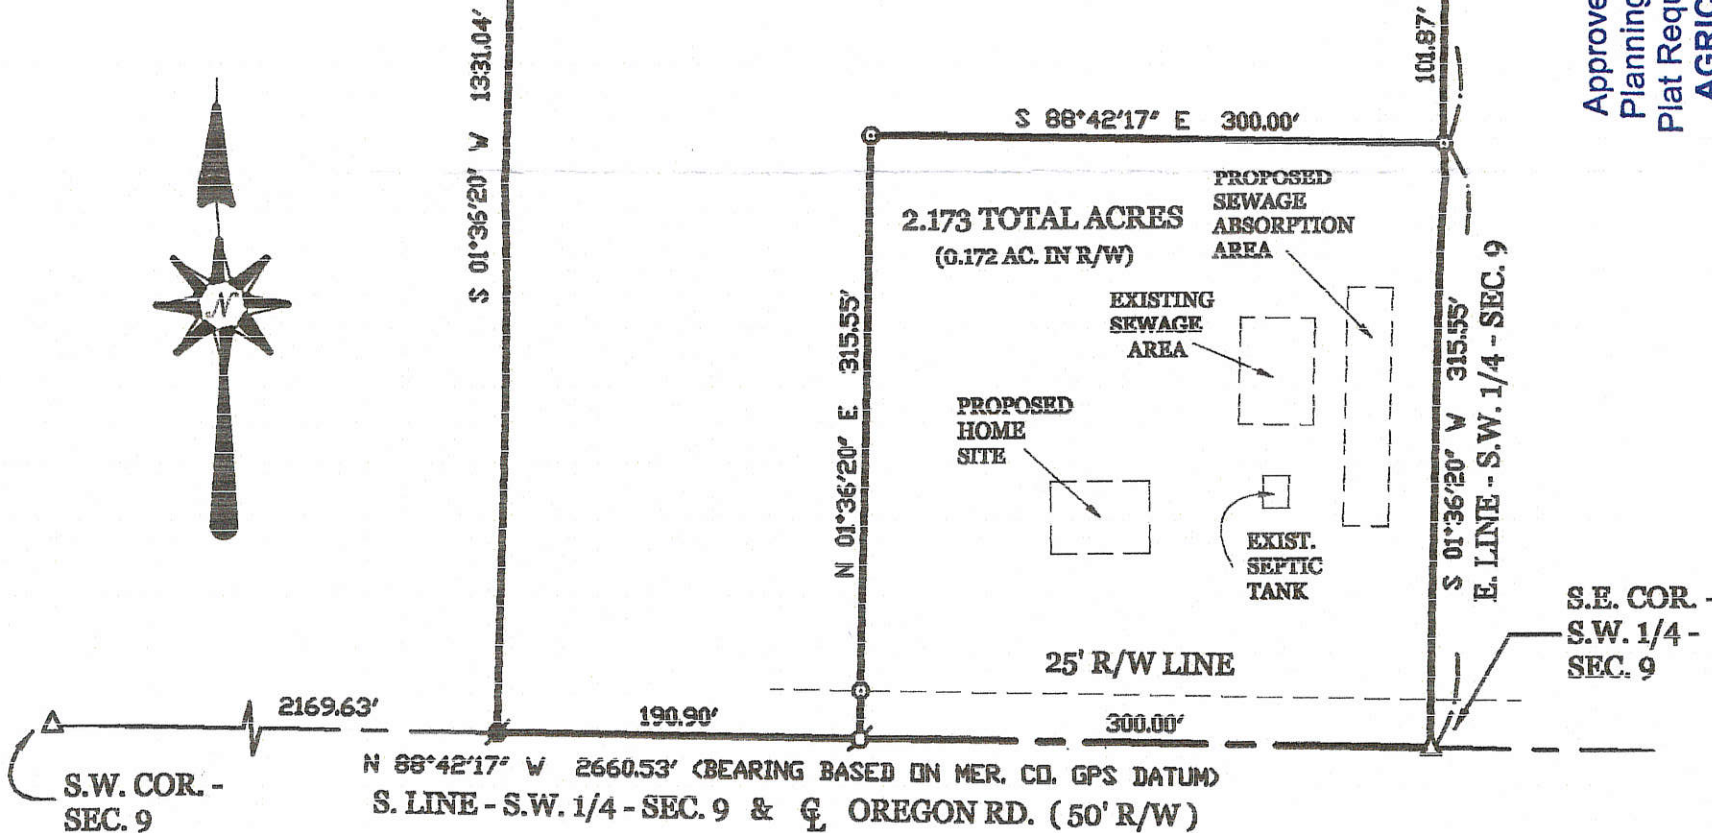 S 01°36'20" W 1331.04'
101.87'
Approve
Planning
Plat Requ
AGRIC
S 88°42'17" E 300.00'
2.173 TOTAL ACRES
(0.172 AC. IN R/W)
PROPOSED
SEWAGE
ABSORPTION
AREA
EXISTING
SEWAGE
AREA
PROPOSED
HOME
SITE
EXIST.
SEPTIC
TANK
N 01°36'20" E 315.55'
S 01°36'20" W 315.55'
E. LINE - S.W. 1/4 - SEC. 9
N
25' R/W LINE
S.E. COR. -
S.W. 1/4 -
SEC. 9
2169.63'
190.90'
300.00'
S.W. COR. -
SEC. 9
N 88°42'17" W 2660.53' (BEARING BASED ON MER. CO. GPS DATUM)
S. LINE - S.W. 1/4 - SEC. 9 & ℄ OREGON RD. ( 50' R/W )